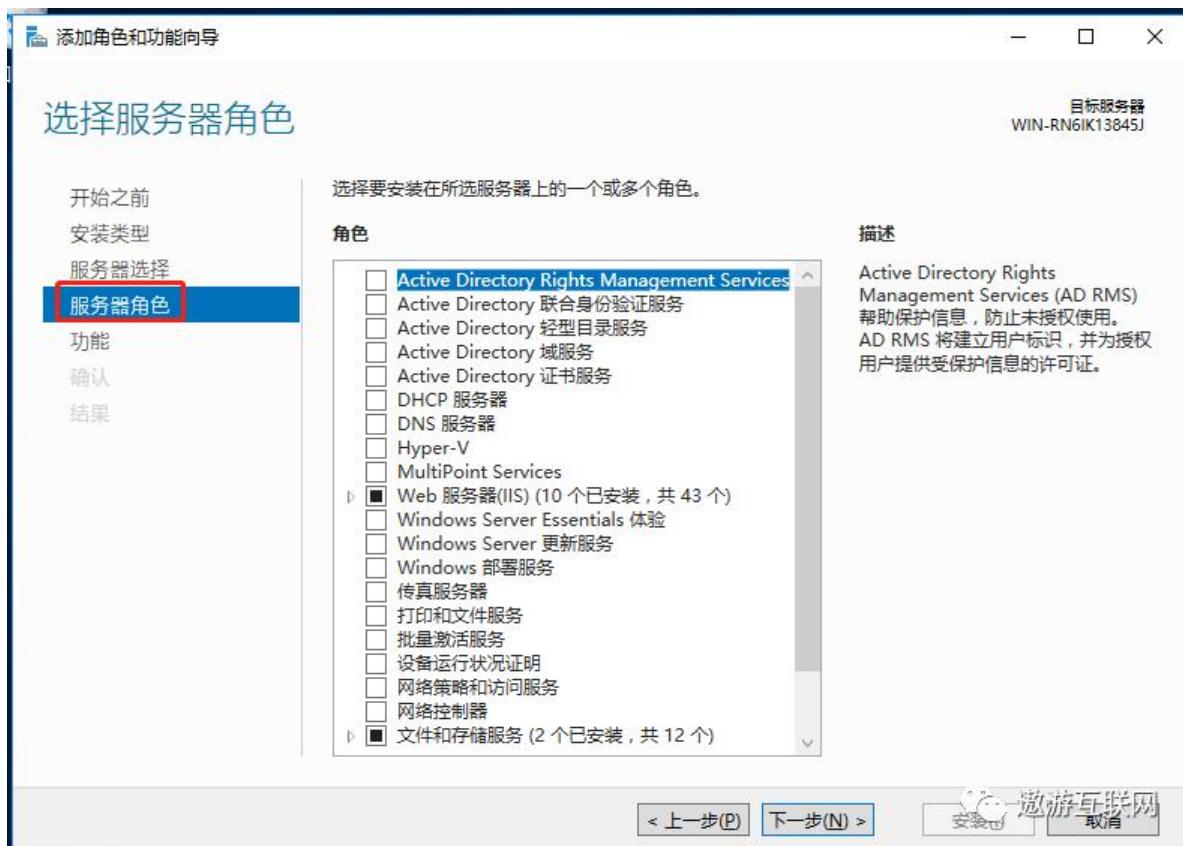 添加角色和功能向导
选择服务器角色
目标服务器
WIN-RN6IK13845J
开始之前
安装类型
服务器选择
服务器角色
功能
确认
结果
选择要安装在所选服务器上的一个或多个角色。
角色
Active Directory Rights Management Services
Active Directory 联合身份验证服务
Active Directory 轻型目录服务
Active Directory 域服务
Active Directory 证书服务
DHCP 服务器
DNS 服务器
Hyper-V
MultiPoint Services
Web 服务器(IIS) (10 个已安装，共 43 个)
Windows Server Essentials 体验
Windows Server 更新服务
Windows 部署服务
传真服务器
打印和文件服务
批量激活服务
设备运行状况证明
网络策略和访问服务
网络控制器
文件和存储服务 (2 个已安装，共 12 个)
描述
Active Directory Rights
Management Services (AD RMS)
帮助保护信息，防止未授权使用。
AD RMS 将建立用户标识，并为授权
用户提供受保护信息的许可证。
< 上一步(P)
下一步(N) >
安装(I)
取消
遨游互联网